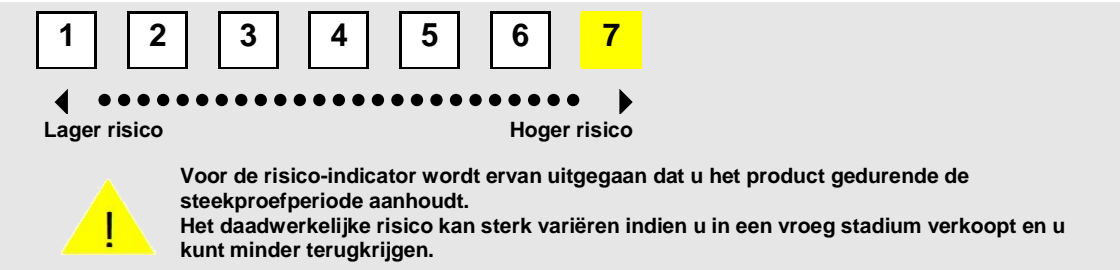 1 2 3 4 5 6 7
Lager risico Hoger risico
Voor de risico-indicator wordt ervan uitgegaan dat u het product gedurende de
steekproefperiode aanhoudt.
Het daadwerkelijke risico kan sterk variëren indien u in een vroeg stadium verkoopt en u
kunt minder terugkrijgen.
!